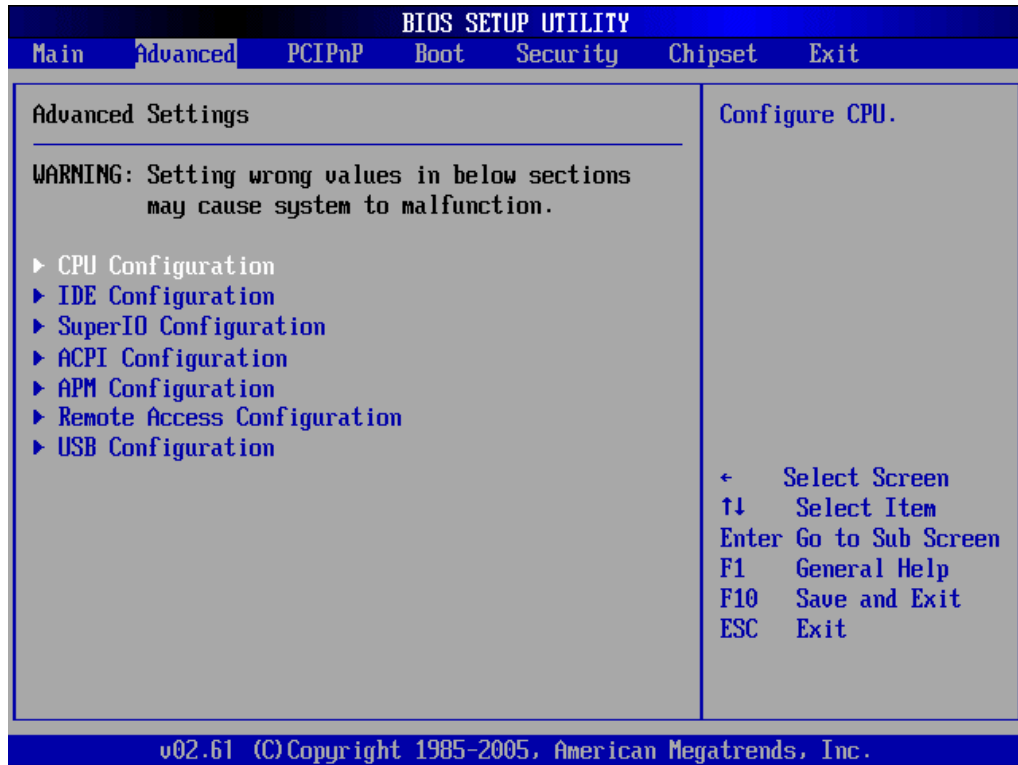 BIOS SETUP UTILITY
Main Advanced PCIPnP Boot Security Chipset Exit
Advanced Settings
WARNING: Setting wrong values in below sections
may cause system to malfunction.
▶ CPU Configuration
▶ IDE Configuration
▶ SuperIO Configuration
▶ ACPI Configuration
▶ APM Configuration
▶ Remote Access Configuration
▶ USB Configuration
Configure CPU.
← Select Screen
↑↓ Select Item
Enter Go to Sub Screen
F1 General Help
F10 Save and Exit
ESC Exit
v02.61 (C)Copyright 1985-2005, American Megatrends, Inc.